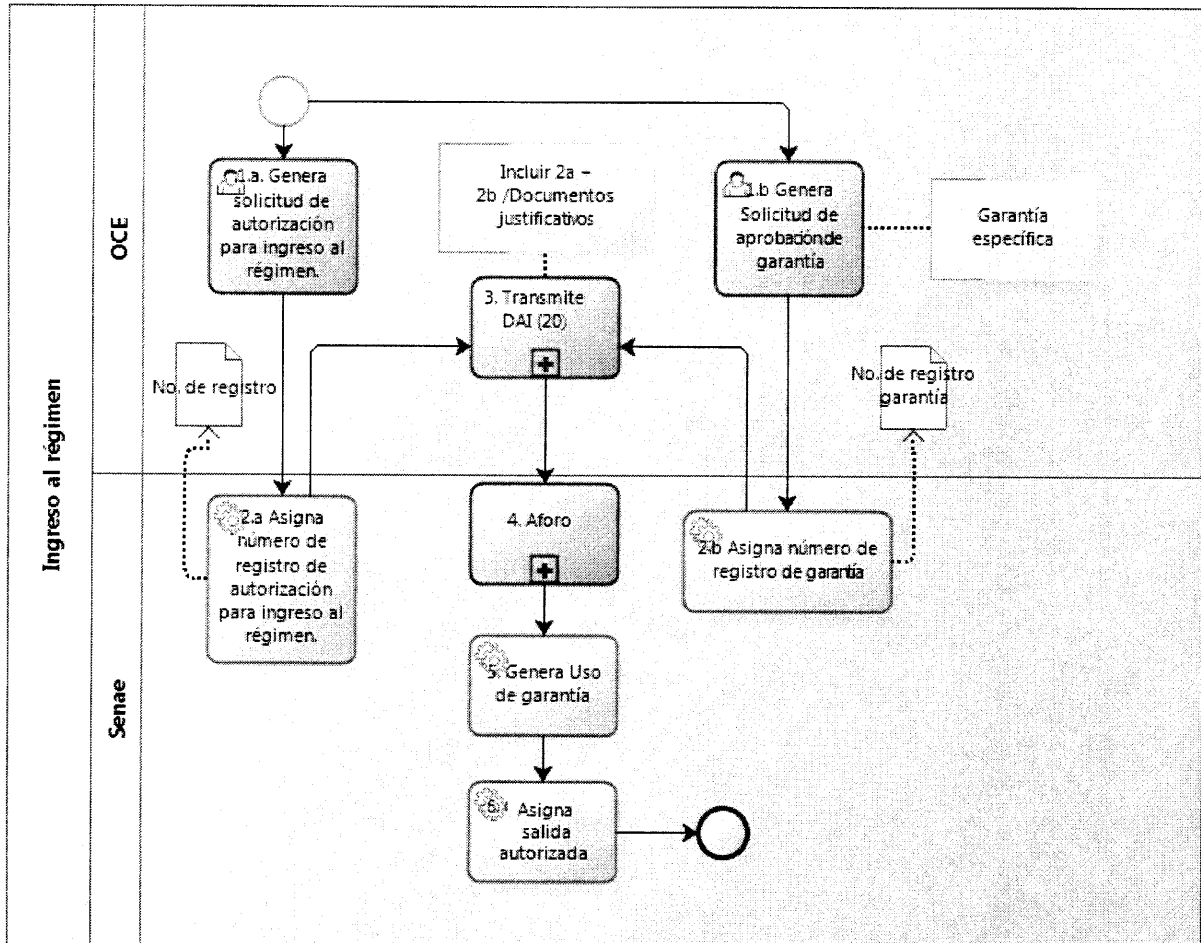 Ingreso al régimen
OCE
Senae
1.a. Genera
solicitud de
autorización
para ingreso al
régimen.
Incluir 2a –
2b /Documentos
justificativos
1.b Genera
Solicitud de
aprobaciónde
garantía
Garantía
específica
3. Transmite
DAI (20)
No. de registro
No. de registro
garantía
2.a Asigna
número de
registro de
autorización
para ingreso al
régimen.
4. Aforo
2.b Asigna número de
registro de garantía
5. Genera Uso
de garantía
6. Asigna
salida
autorizada